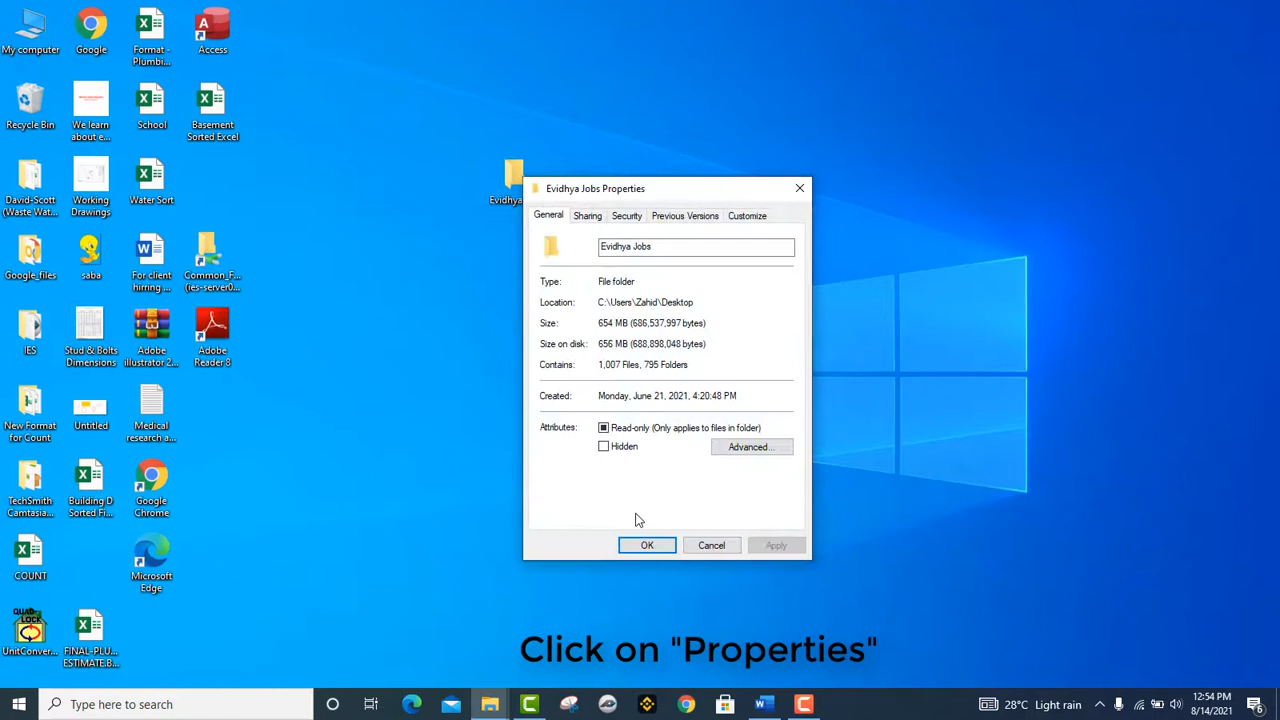 My computer
Google
Format -
Plumbi...
Access
Recycle Bin
We learn
about e...
School
Basement
Sorted Excel
David-Scott
(Waste Wat...
Working
Drawings
Water Sort
Google_files
saba
For client
hirring ...
Common_F...
(ies-server0...
IES
Stud & Bolts
Dimensions
Adobe
illustrator 2...
Adobe
Reader 8
New Format
for Count
Untitled
Medical
research a...
TechSmith
Camtasia...
Building D
Sorted Fi...
Google
Chrome
COUNT
Microsoft
Edge
QUAD-LOCK
UnitConver...
FINAL-PLU...
ESTIMATE.B...
Evidhya
Evidhya Jobs Properties
General Sharing Security Previous Versions Customize
Evidhya Jobs
Type: File folder
Location: C:\Users\Zahid\Desktop
Size: 654 MB (686,537,997 bytes)
Size on disk: 656 MB (688,898,048 bytes)
Contains: 1,007 Files, 795 Folders
Created: Monday, June 21, 2021, 4:20:48 PM
Attributes: Read-only (Only applies to files in folder)
Hidden Advanced...
OK Cancel Apply
Click on "Properties"
Type here to search
28°C Light rain
12:54 PM
8/14/2021
6